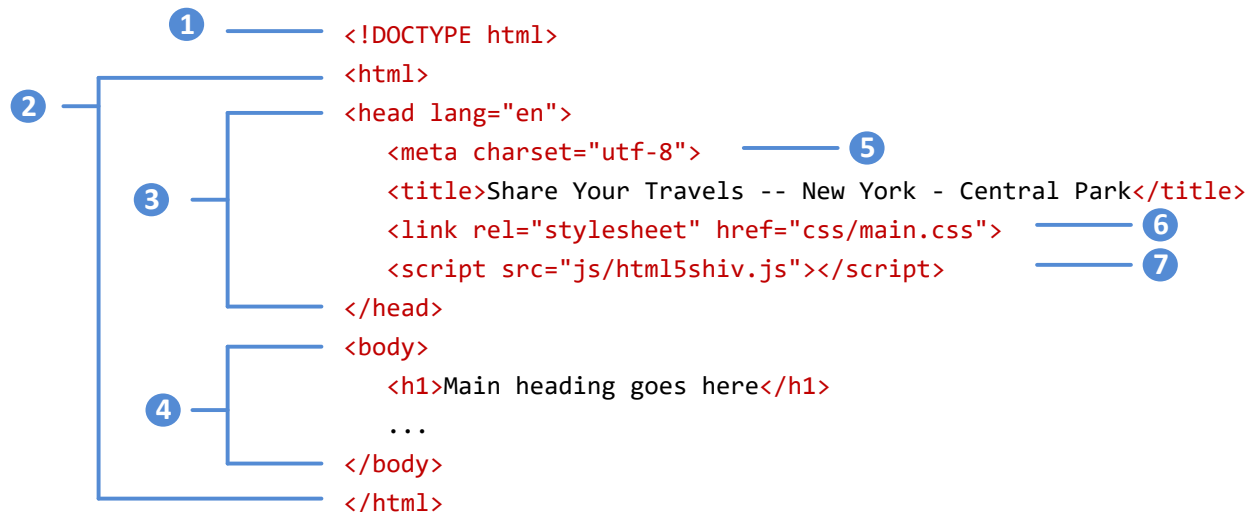 1 <!DOCTYPE html>
<html>
2
<head lang="en">
<meta charset="utf-8"> 5
<title>Share Your Travels -- New York - Central Park</title>
3
<link rel="stylesheet" href="css/main.css"> 6
<script src="js/html5shiv.js"></script> 7
</head>
<body>
<h1>Main heading goes here</h1>
4
...
</body>
</html>